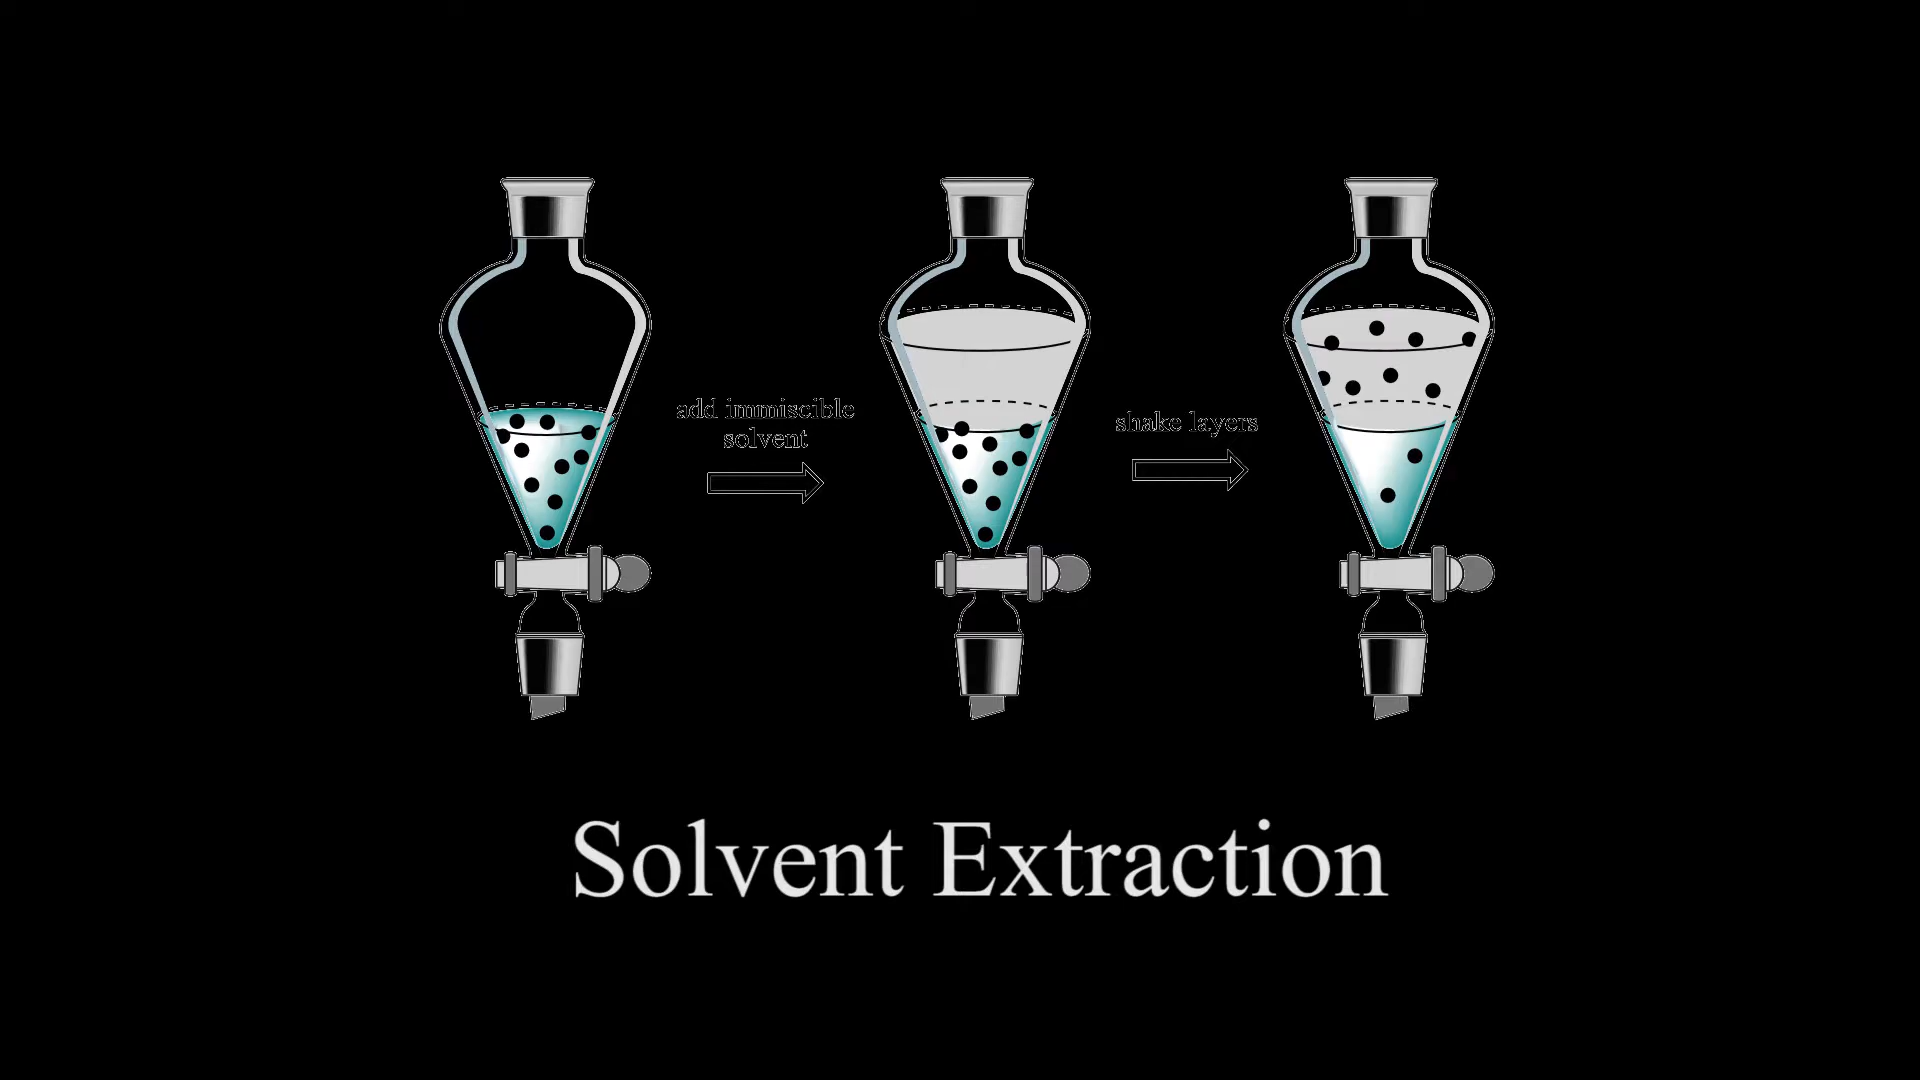 add immiscible
solvent
shake layers
Solvent Extraction